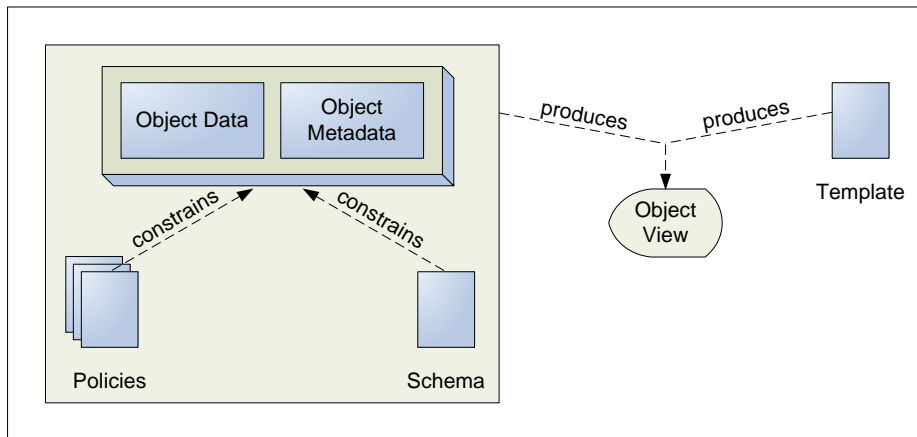 Object Data
Object
Metadata
produces
produces
Template
Object
View
constrains
constrains
Policies
Schema